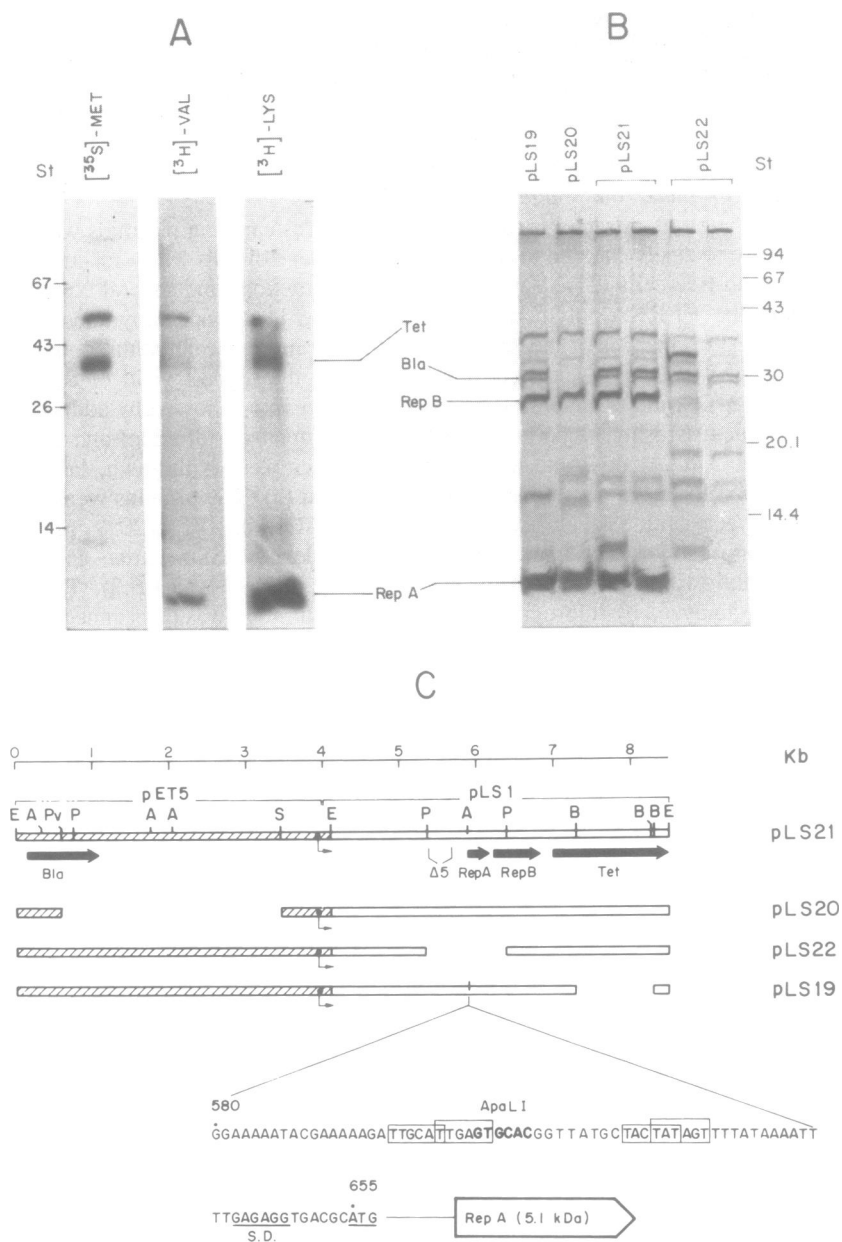 A
B
St
[35S]-MET
[3H]-VAL
[3H]-LYS
67
43
26
14
Tet
Bla
Rep B
Rep A
pLS19
pLS20
pLS21
pLS22
St
94
67
43
30
20.1
14.4
C
0 1 2 3 4 5 6 7 8 Kb
pET5 pLS1
E A Pv P A A S E P A P B B B E
pLS21
Bla Δ5 RepA RepB Tet
pLS20
pLS22
pLS19
580 ApaLI
GGAAAAATACGAAAAAGATTGCATTGAGTGCACGGTTATGCTACTATAGTTTTATAAAATT
655
TTGAGAGGTGACGCATG Rep A (5.1 kDa)
S.D.